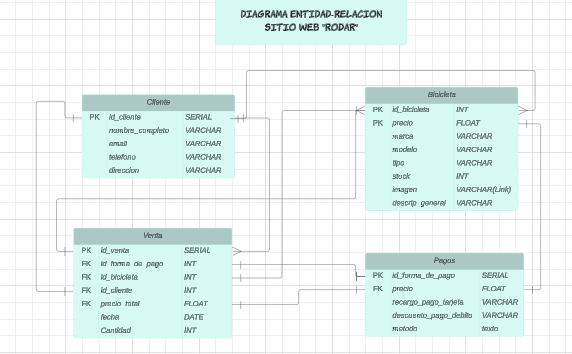 DIAGRAMA ENTIDAD-RELACION
SITIO WEB "RODAR"
Cliente
PK id_cliente SERIAL
nombre_completo VARCHAR
email VARCHAR
telefono VARCHAR
direccion VARCHAR
Bicicleta
PK id_bicicleta INT
PK precio FLOAT
marca VARCHAR
modelo VARCHAR
tipo VARCHAR
stock INT
imagen VARCHAR(Link)
descrip_general VARCHAR
Venta
PK id_venta SERIAL
FK id_forma_de_pago INT
FK id_bicicleta INT
FK id_cliente INT
FK precio_total FLOAT
fecha DATE
Cantidad INT
Pagos
PK id_forma_de_pago SERIAL
FK precio FLOAT
recargo_pago_tarjeta VARCHAR
descuento_pago_debito VARCHAR
metodo texto